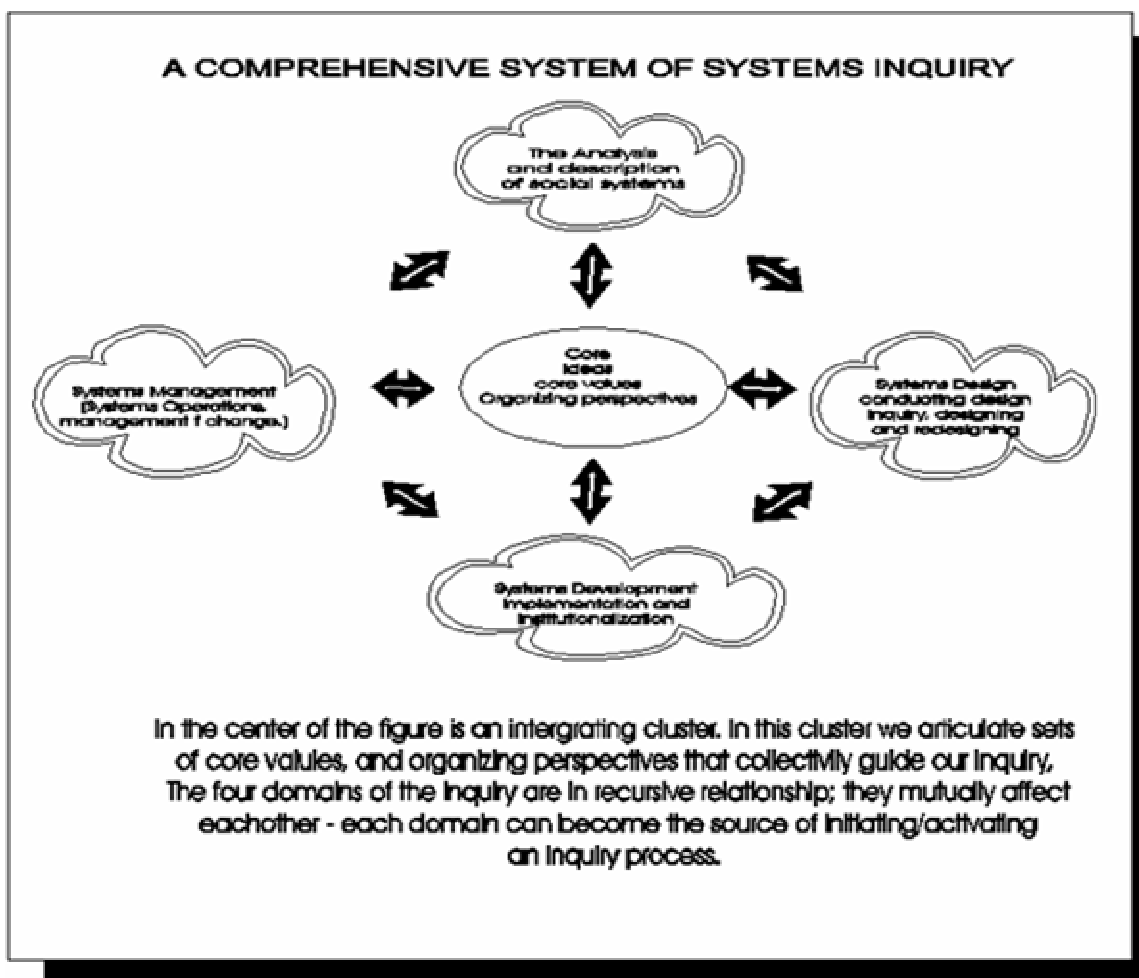 A COMPREHENSIVE SYSTEM OF SYSTEMS INQUIRY
The Analysis
and description
of social systems
Systems Management
(Systems Operations,
management f change.)
Core
Ideas
core values
Organizing perspectives
Systems Design
conducting design
inquiry, designing
and redesigning
Systems Development
Implementation and
institutionalization
In the center of the figure is an intergrating cluster. In this cluster we articulate sets
of core values, and organizing perspectives that collectivily guide our inquiry,
The four domains of the inquiry are in recursive relationship; they mutually affect
eachother - each domain can become the source of initiating/activating
an inquiry process.